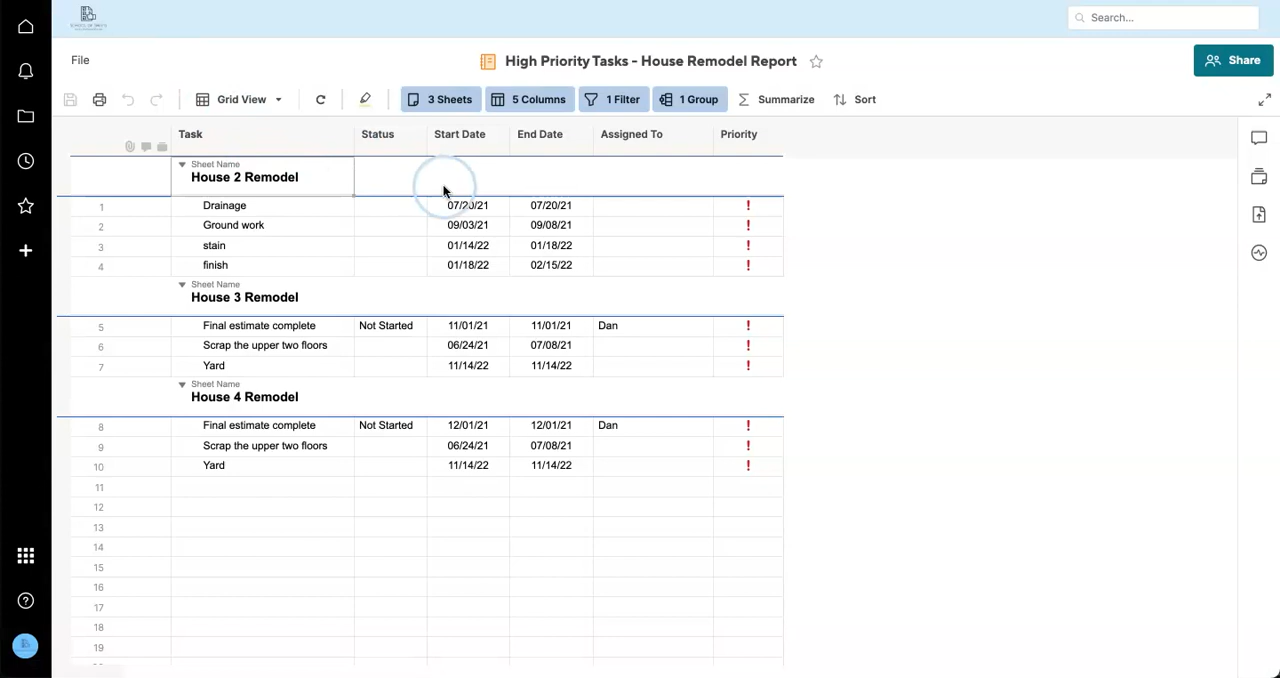 Search...
File
High Priority Tasks - House Remodel Report
Share
Grid View
3 Sheets
5 Columns
1 Filter
1 Group
Summarize
Sort
Task Status Start Date End Date Assigned To Priority
Sheet Name
House 2 Remodel
1 Drainage 07/20/21 07/20/21 !
2 Ground work 09/03/21 09/08/21 !
3 stain 01/14/22 01/18/22 !
4 finish 01/18/22 02/15/22 !
Sheet Name
House 3 Remodel
5 Final estimate complete Not Started 11/01/21 11/01/21 Dan !
6 Scrap the upper two floors 06/24/21 07/08/21 !
7 Yard 11/14/22 11/14/22 !
Sheet Name
House 4 Remodel
8 Final estimate complete Not Started 12/01/21 12/01/21 Dan !
9 Scrap the upper two floors 06/24/21 07/08/21 !
10 Yard 11/14/22 11/14/22 !
11
12
13
14
15
16
17
18
19